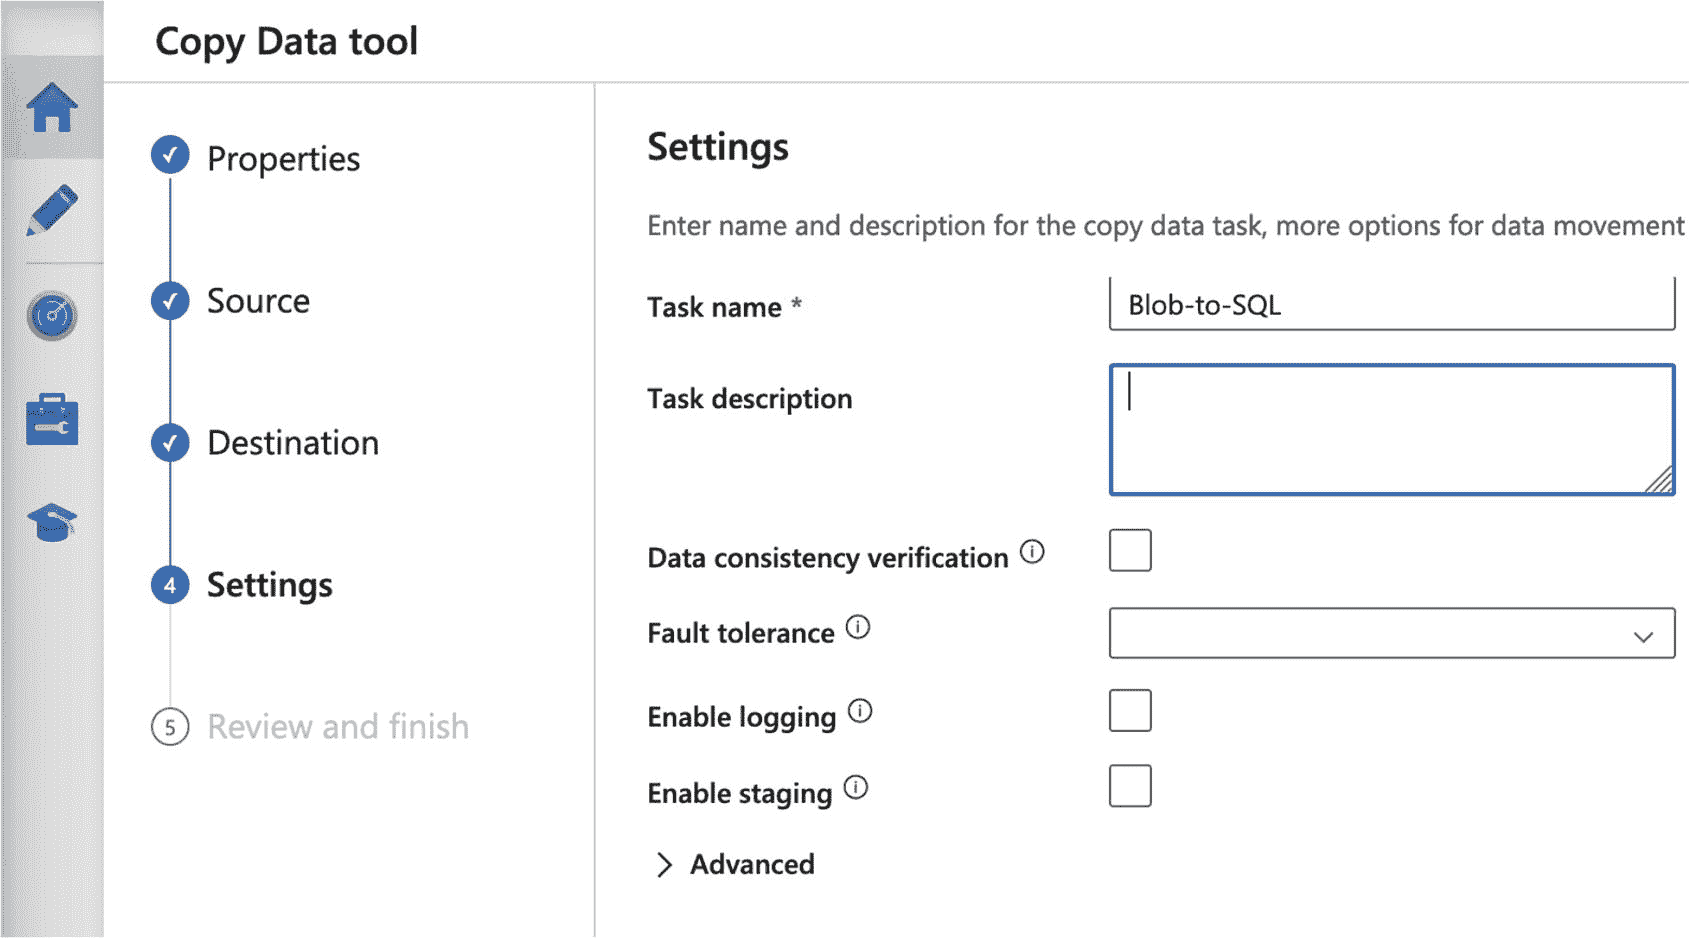 Copy Data tool
Properties
Source
Destination
4 Settings
5 Review and finish
Settings
Enter name and description for the copy data task, more options for data movement
Task name *
Blob-to-SQL
Task description
Data consistency verification
Fault tolerance
Enable logging
Enable staging
Advanced